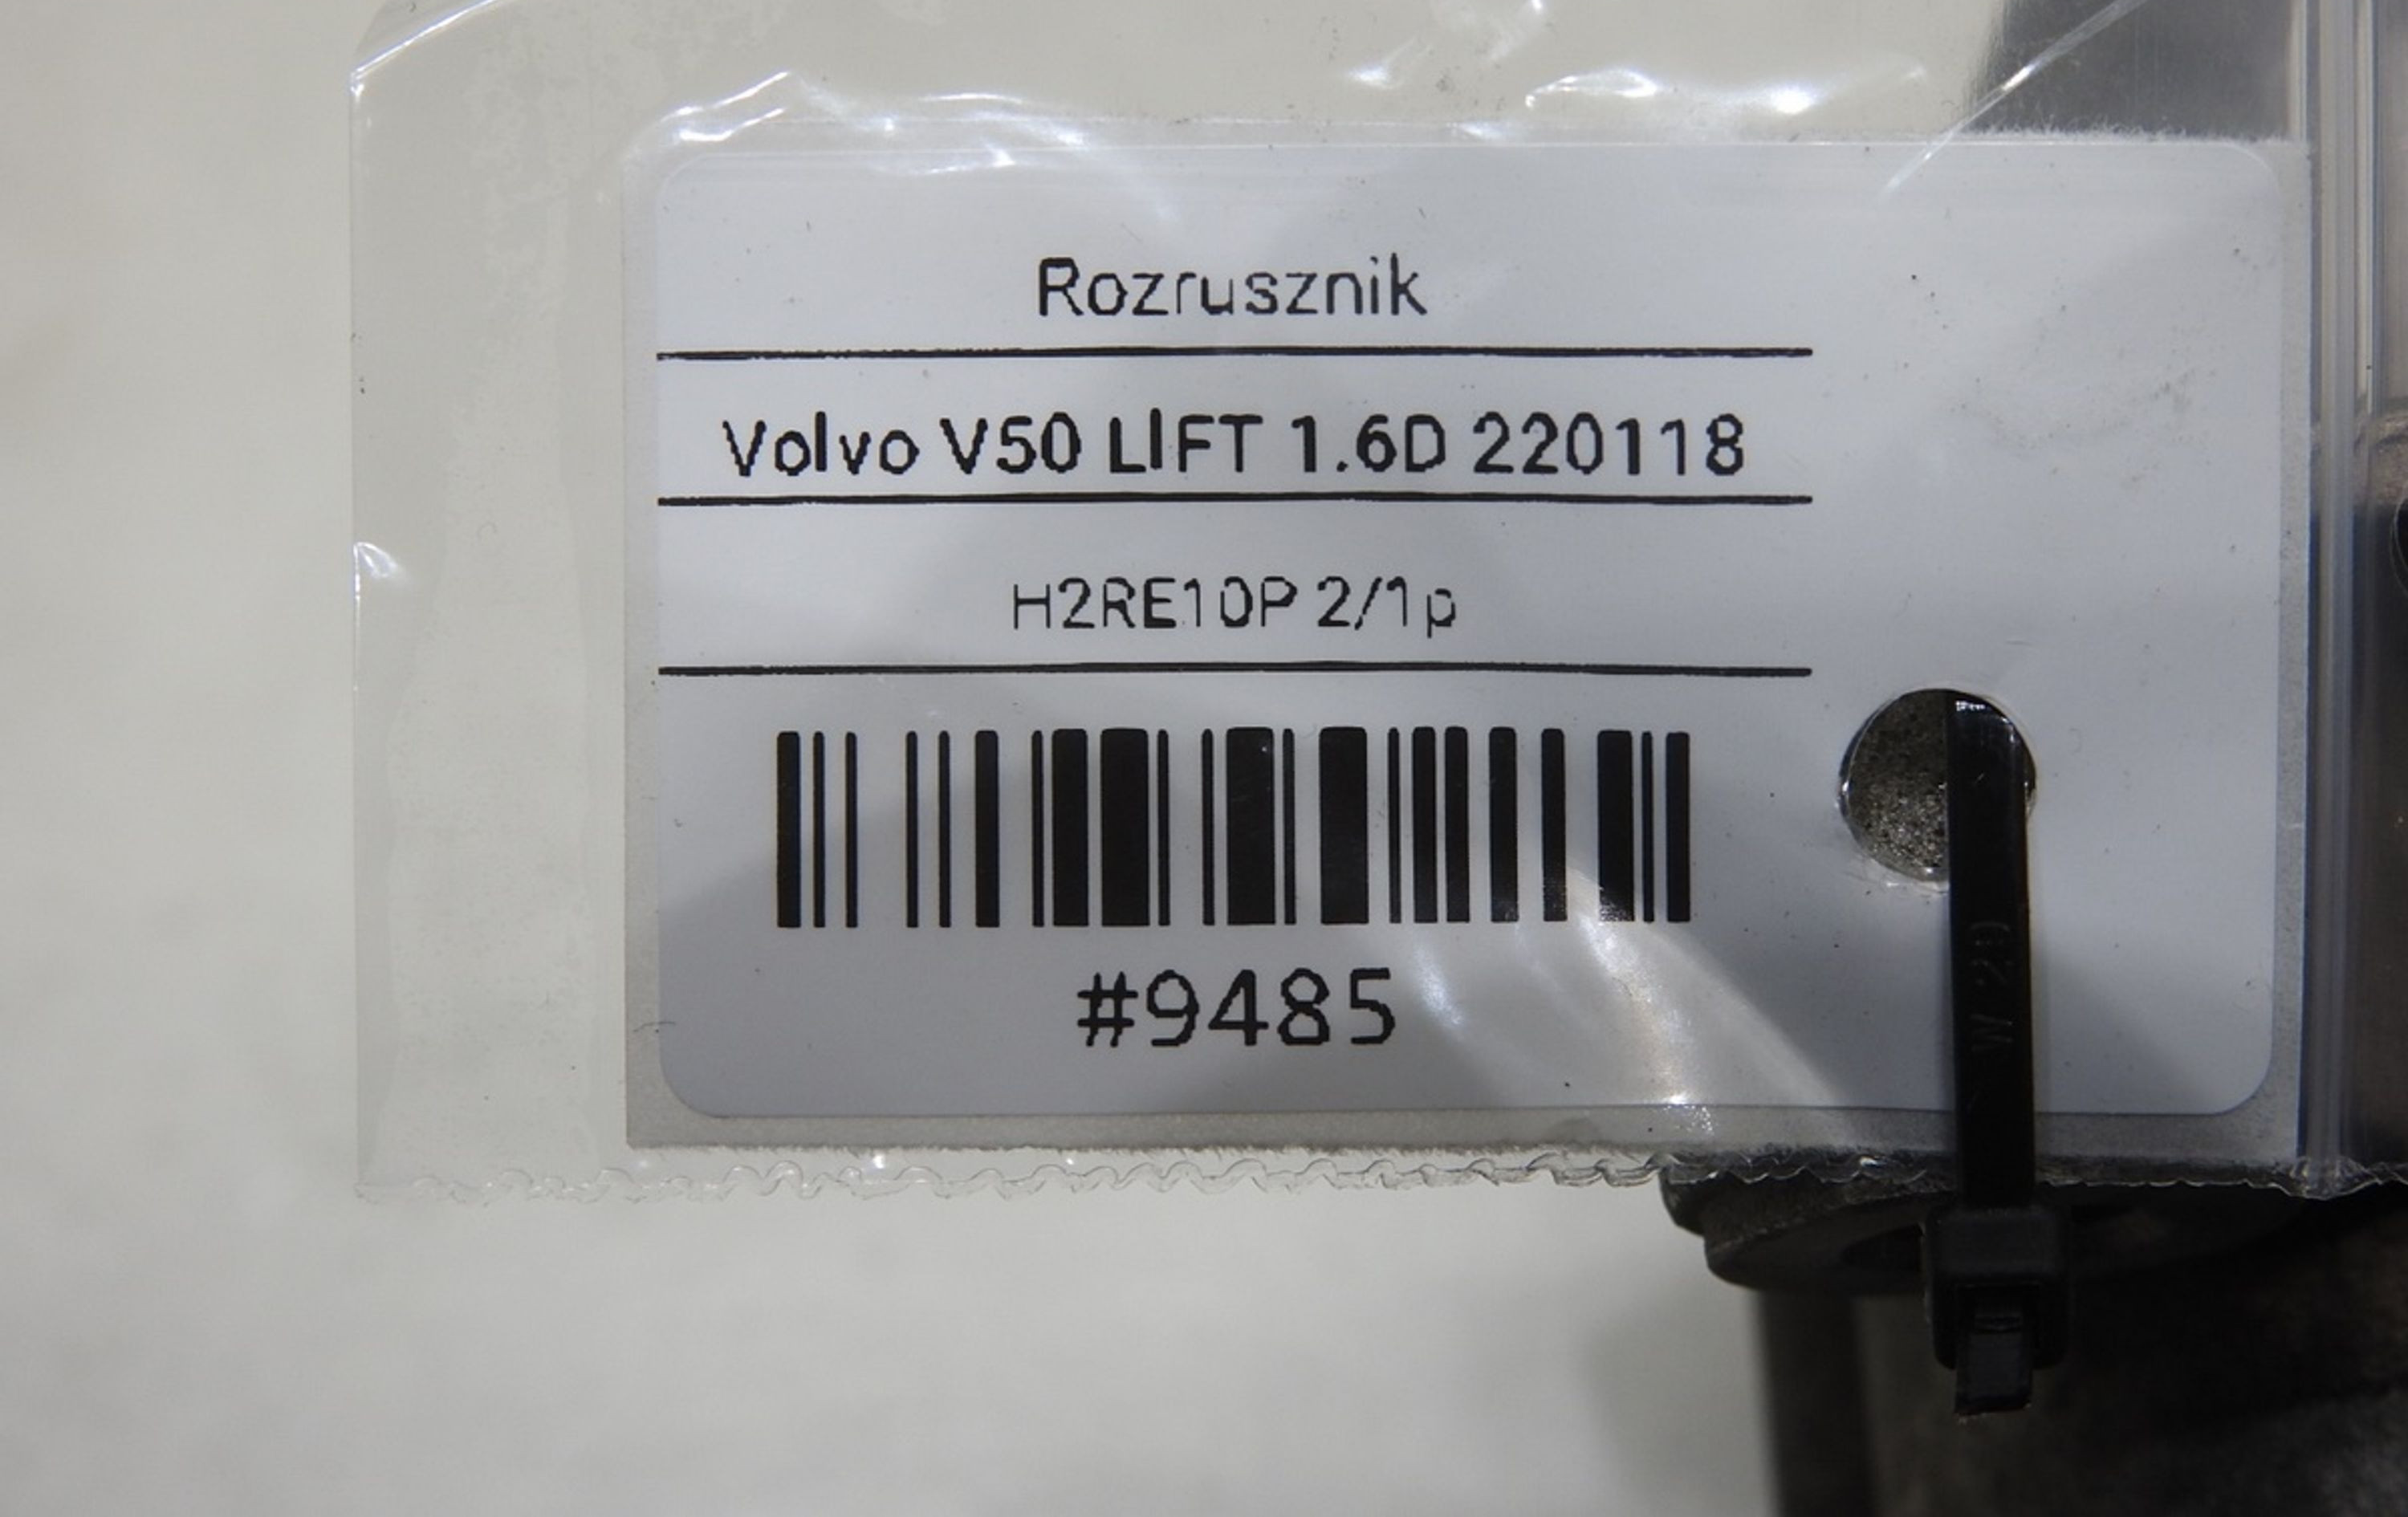 Rozrusznik
Volvo V50 LIFT 1.6D 220118
H2RE10P 2/1p
#9485